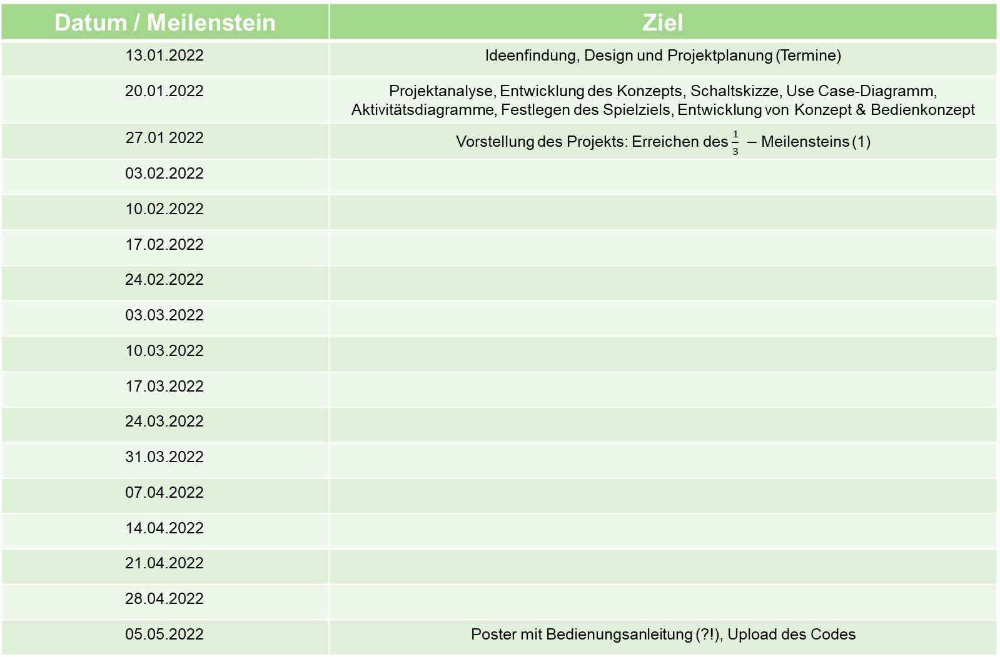 Datum / Meilenstein Ziel
13.01.2022 Ideenfindung, Design und Projektplanung (Termine)
20.01.2022 Projektanalyse, Entwicklung des Konzepts, Schaltskizze, Use Case-Diagramm,
Aktivitätsdiagramme, Festlegen des Spielziels, Entwicklung von Konzept & Bedienkonzept
27.01 2022 Vorstellung des Projekts: Erreichen des 1/3 – Meilensteins (1)
03.02.2022
10.02.2022
17.02.2022
24.02.2022
03.03.2022
10.03.2022
17.03.2022
24.03.2022
31.03.2022
07.04.2022
14.04.2022
21.04.2022
28.04.2022
05.05.2022 Poster mit Bedienungsanleitung (?!), Upload des Codes